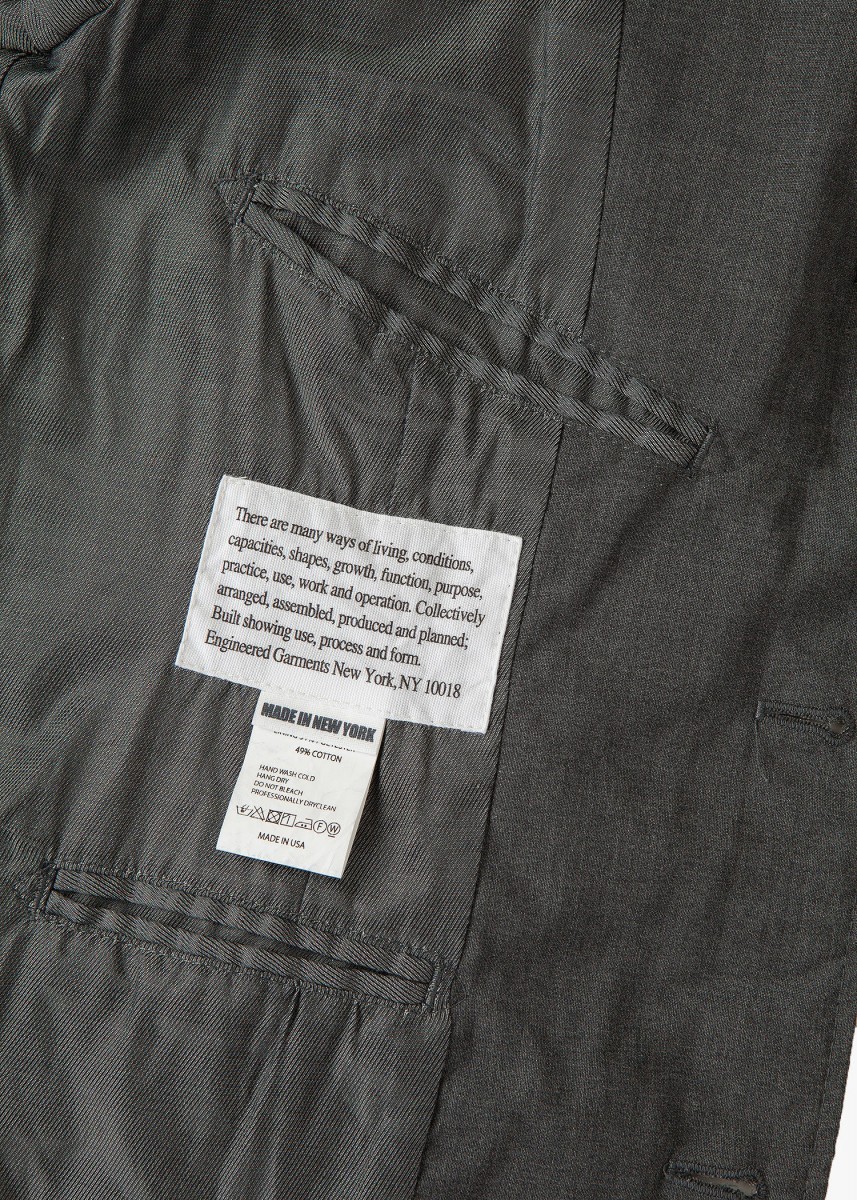 There are many ways of living, conditions,
capacities, shapes, growth, function, purpose,
practice, use, work and operation. Collectively
arranged, assembled, produced and planned;
Built showing use, process and form.
Engineered Garments New York, NY 10018
MADE IN NEW YORK
49% COTTON
HAND WASH COLD
HANG DRY
DO NOT BLEACH
PROFESSIONALLY DRYCLEAN
F W
MADE IN USA